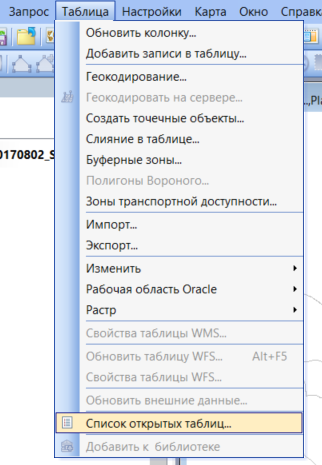 Запрос Таблица Настройки Карта Окно Справк
Обновить колонку...
Добавить записи в таблицу...
Геокодирование...
Геокодировать на сервере...
...,Pla
Создать точечные объекты...
Слияние в таблице...
0170802_S
Буферные зоны...
Полигоны Вороного...
Зоны транспортной доступности...
Импорт...
Экспорт...
Изменить
Рабочая область Oracle
Растр
Свойства таблицы WMS...
Обновить таблицу WFS... Alt+F5
Свойства таблицы WFS...
Обновить внешние данные...
Список открытых таблиц...
Добавить к библиотеке